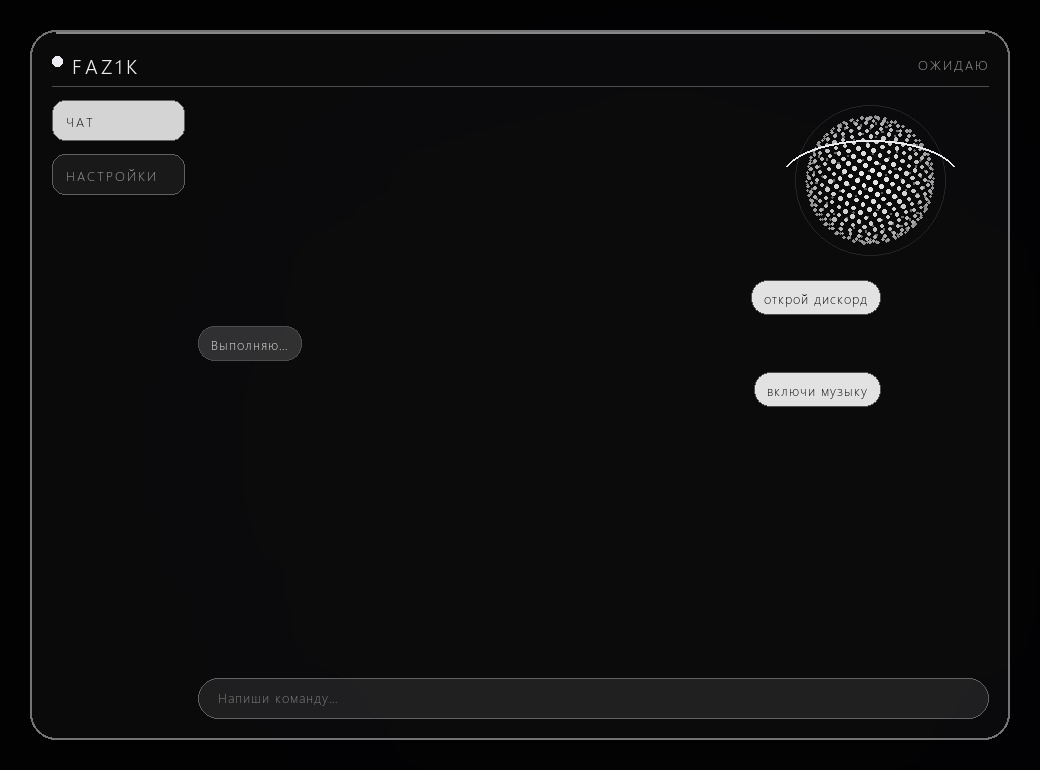 FAZ1K
ОЖИДАЮ
ЧАТ
НАСТРОЙКИ
открой дискорд
Выполняю...
включи музыку
Напиши команду...